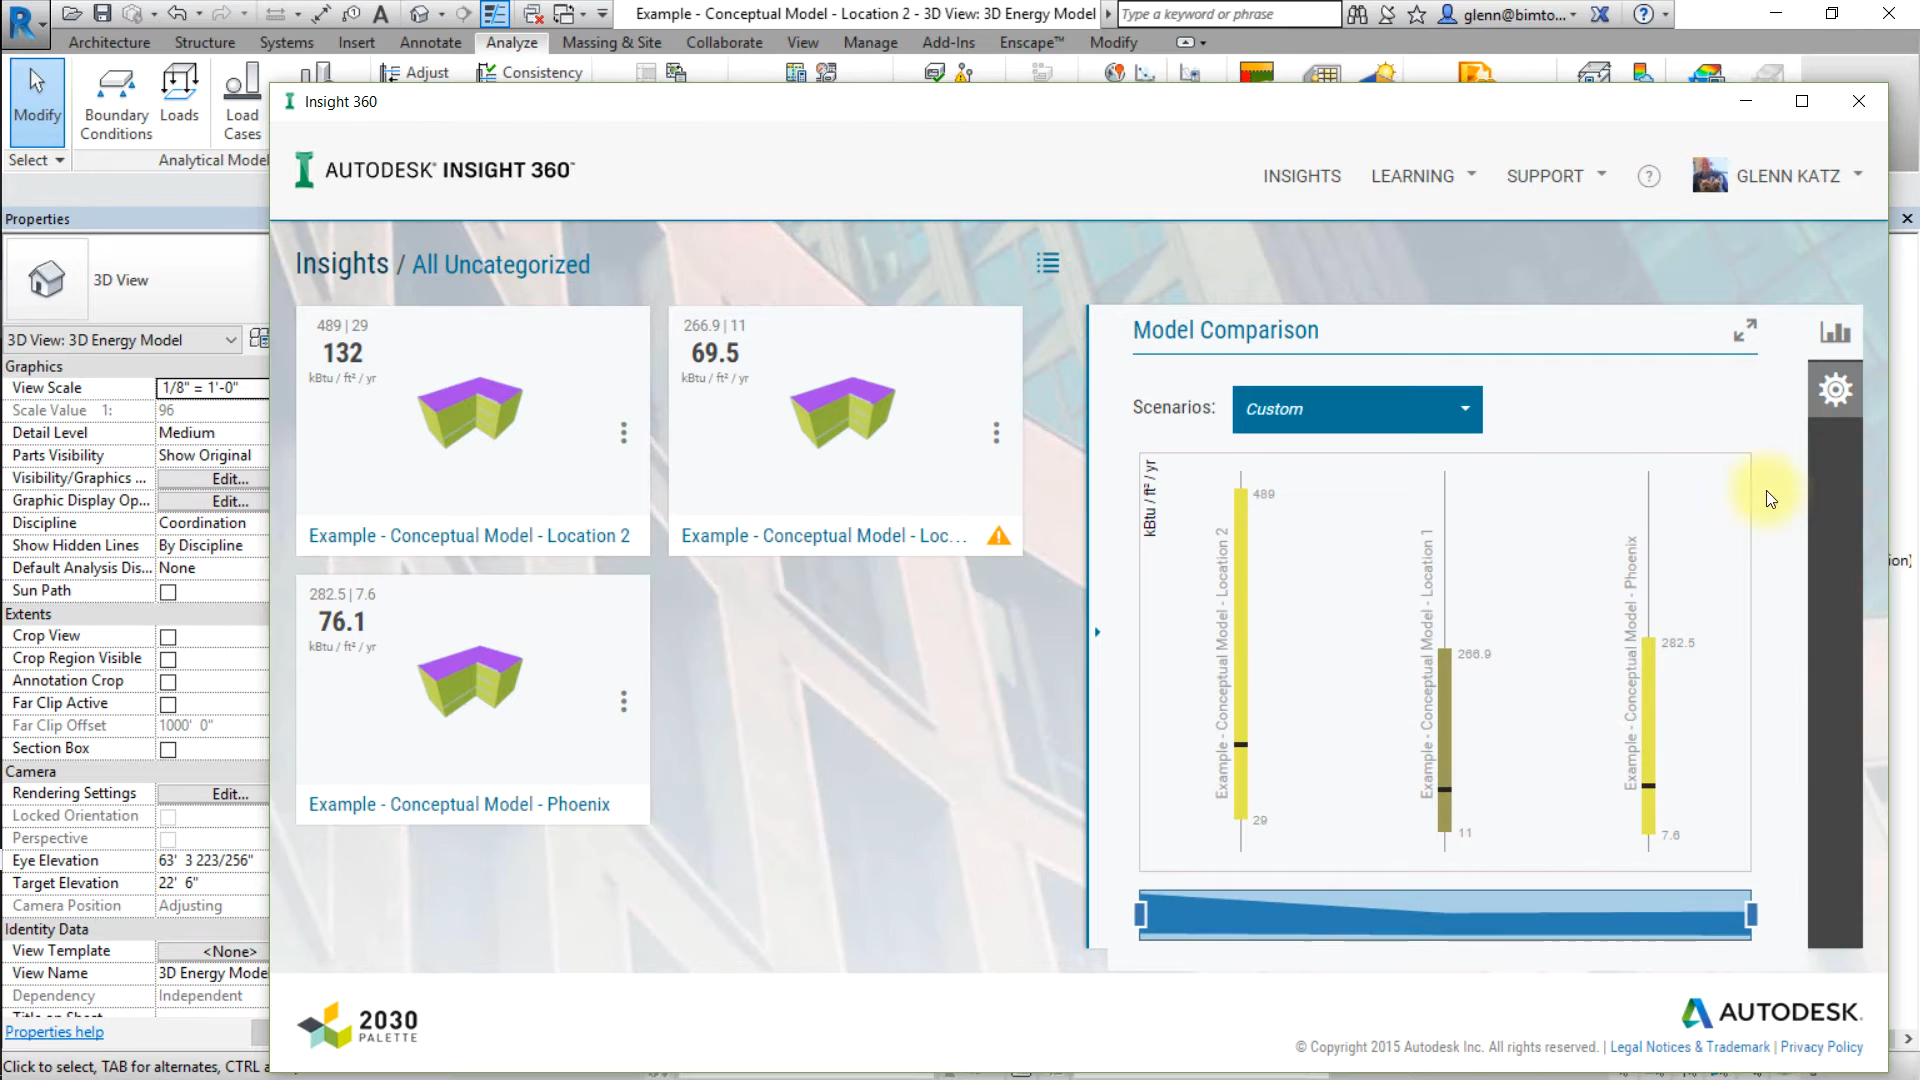 Example - Conceptual Model - Location 2 - 3D View: 3D Energy Model
Type a keyword or phrase
glenn@bimto...
Architecture Structure Systems Insert Annotate Analyze Massing & Site Collaborate View Manage Add-Ins Enscape™ Modify
Modify
Boundary
Conditions
Loads
Load
Cases
Adjust
Consistency
Select
Analytical Model
Insight 360
AUTODESK® INSIGHT 360™
INSIGHTS LEARNING SUPPORT ? GLENN KATZ
Properties
3D View
3D View: 3D Energy Model
Graphics
View Scale 1/8" = 1'-0"
Scale Value 1: 96
Detail Level Medium
Parts Visibility Show Original
Visibility/Graphics ... Edit...
Graphic Display Op... Edit...
Discipline Coordination
Show Hidden Lines By Discipline
Default Analysis Dis... None
Sun Path
Extents
Crop View
Crop Region Visible
Annotation Crop
Far Clip Active
Far Clip Offset 1000' 0"
Section Box
Camera
Rendering Settings Edit...
Locked Orientation
Perspective
Eye Elevation 63' 3 223/256"
Target Elevation 22' 6"
Camera Position Adjusting
Identity Data
View Template <None>
View Name 3D Energy Mode
Dependency Independent
Properties help
Click to select, TAB for alternates, CTRL a
Insights / All Uncategorized
489 | 29
132
kBtu / ft² / yr
Example - Conceptual Model - Location 2
266.9 | 11
69.5
kBtu / ft² / yr
Example - Conceptual Model - Loc...
282.5 | 7.6
76.1
kBtu / ft² / yr
Example - Conceptual Model - Phoenix
Model Comparison
Scenarios: Custom
kBtu / ft² / yr
Example - Conceptual Model - Location 2
489
29
Example - Conceptual Model - Location 1
266.9
11
Example - Conceptual Model - Phoenix
282.5
7.6
ion)
2030
PALETTE
AUTODESK.
© Copyright 2015 Autodesk Inc. All rights reserved. | Legal Notices & Trademark | Privacy Policy